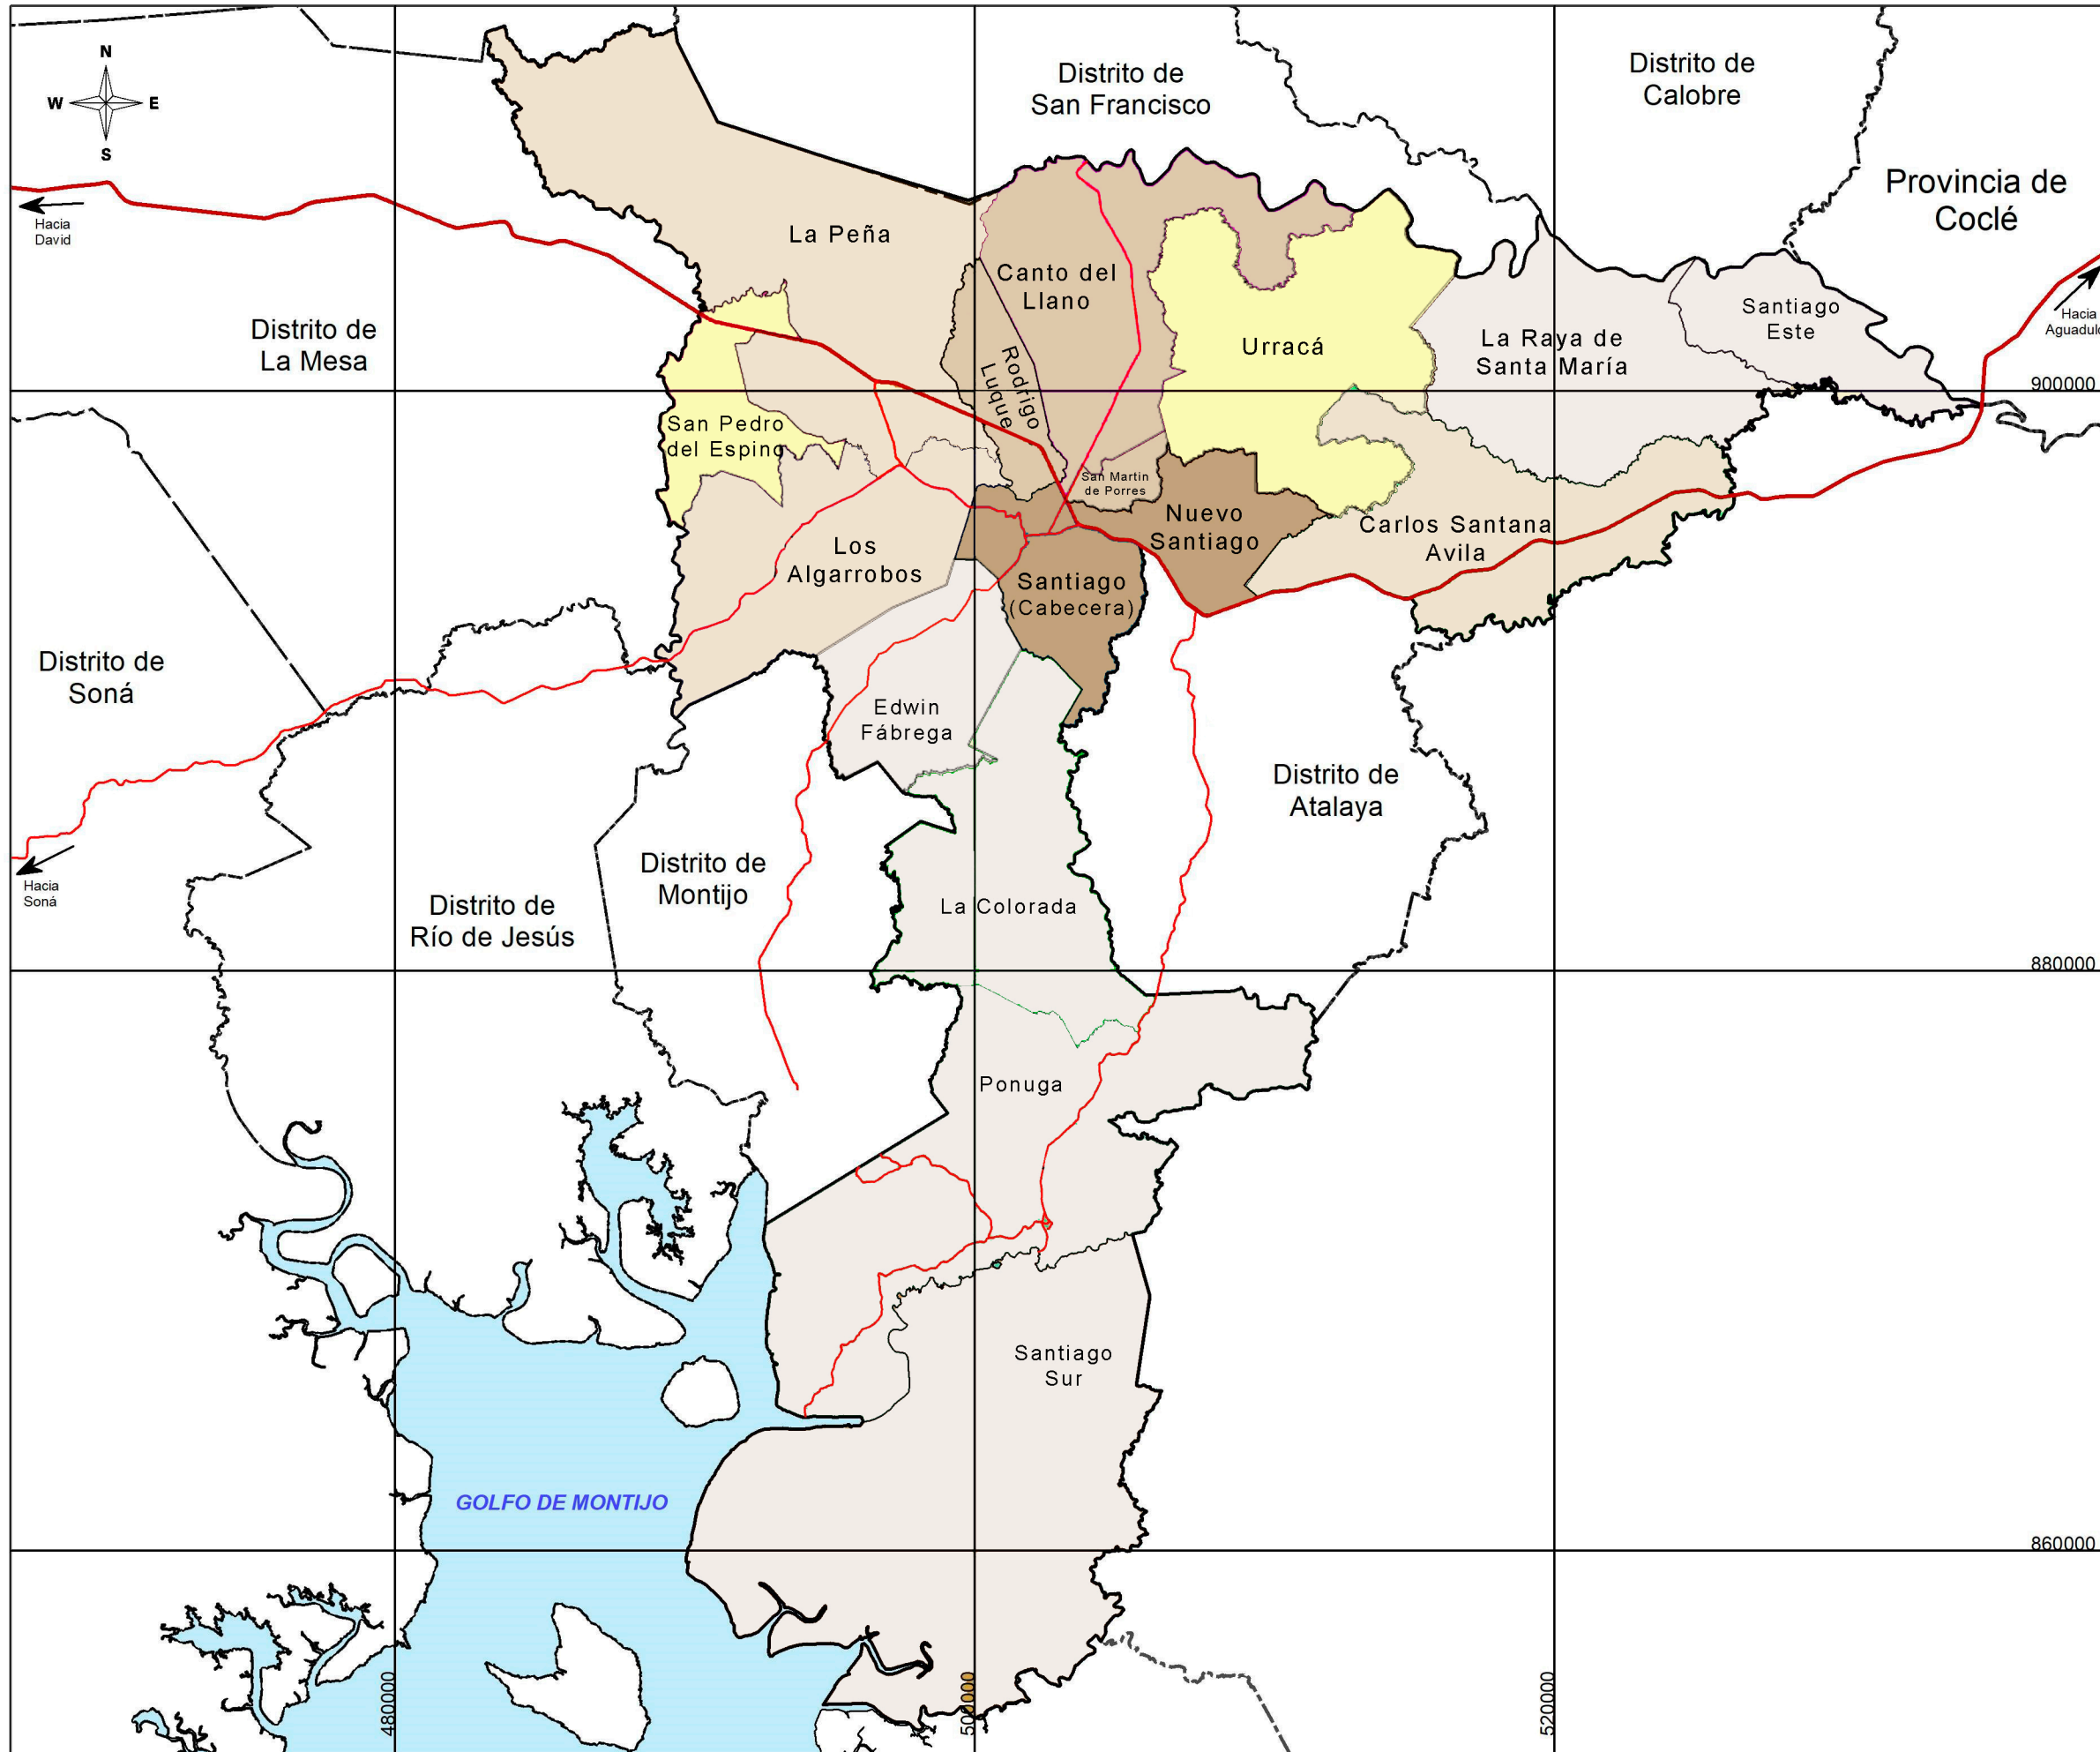 N
W
E
S
Distrito de
San Francisco
Distrito de
Calobre
Provincia de
Coclé
Hacia
David
La Peña
Canto del
Llano
Hacia
Aguadulc
Distrito de
La Mesa
Urracá
La Raya de
Santa María
Santiago
Este
Rodrigo
Luque
900000
San Pedro
del Espino
San Martin
de Porres
Nuevo
Santiago
Carlos Santana
Avila
Los
Algarrobos
Santiago
(Cabecera)
Distrito de
Soná
Edwin
Fábrega
Distrito de
Atalaya
Hacia
Soná
Distrito de
Montijo
Distrito de
Río de Jesús
La Colorada
880000
Ponuga
Santiago
Sur
GOLFO DE MONTIJO
860000
480000
500000
520000